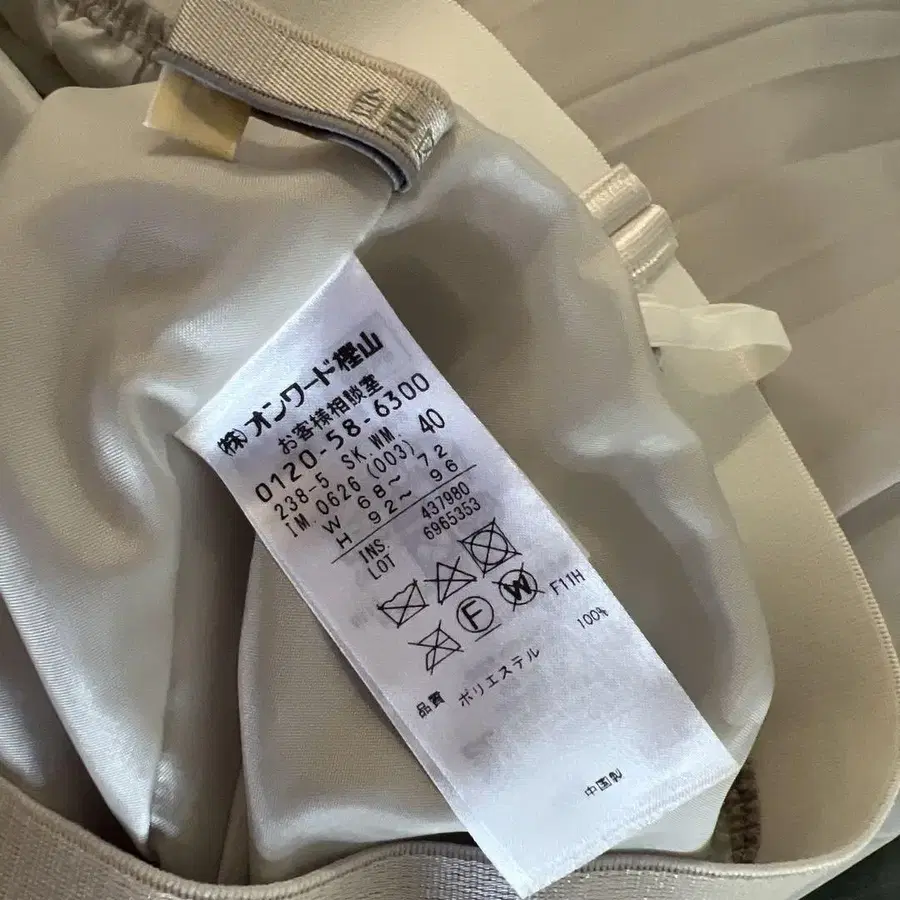 ㈱オンワード樫山
お客様相談室
0120-58-6300
238-5 SK.WM. 40
IM.0626(003)
W 68~ 72
H 92~ 96
INS. 437980
LOT 6965353
F W F11H
品質 ポリエステル 100%
中国製